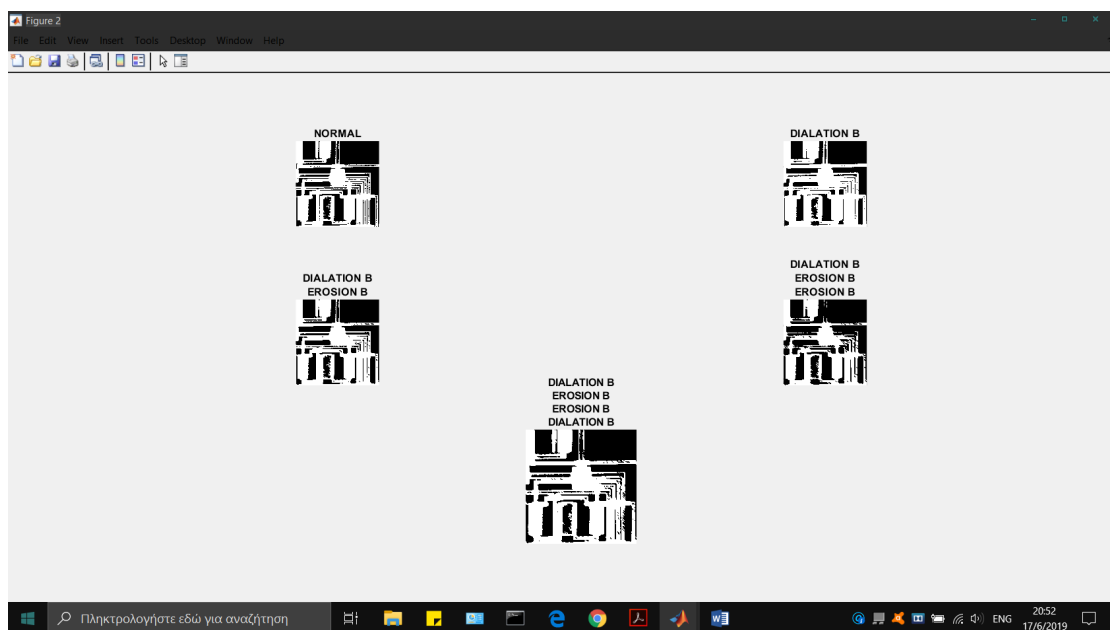 Figure 2
File Edit View Insert Tools Desktop Window Help
NORMAL
DIALATION B
DIALATION B
EROSION B
DIALATION B
EROSION B
EROSION B
DIALATION B
EROSION B
EROSION B
DIALATION B
Πληκτρολογήστε εδώ για αναζήτηση
ENG
20:52
17/6/2019